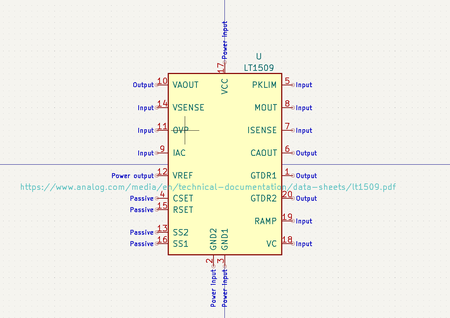 Power input
U
LT1509
17
VCC
Output 10 VAOUT PKLIM 5 Input
Input 14 VSENSE MOUT 8 Input
Input 11 OVP ISENSE 7 Input
Input 9 IAC CAOUT 6 Output
Power output 12 VREF GTDR1 1 Output
https://www.analog.com/media/en/technical-documentation/data-sheets/lt1509.pdf
Passive 4 CSET GTDR2 20 Output
Passive 15 RSET
RAMP 19 Input
Passive 13 SS2
Passive 16 SS1 VC 18 Input
GND2 GND1
2 3
Power input Power input